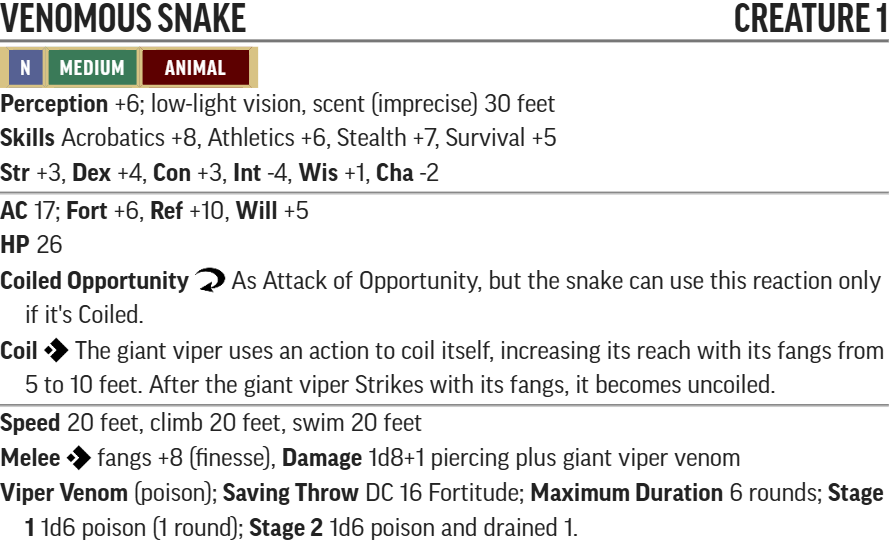 VENOMOUS SNAKE CREATURE 1
N MEDIUM ANIMAL
Perception +6; low-light vision, scent (imprecise) 30 feet
Skills Acrobatics +8, Athletics +6, Stealth +7, Survival +5
Str +3, Dex +4, Con +3, Int -4, Wis +1, Cha -2
AC 17; Fort +6, Ref +10, Will +5
HP 26
Coiled Opportunity As Attack of Opportunity, but the snake can use this reaction only
if it's Coiled.
Coil The giant viper uses an action to coil itself, increasing its reach with its fangs from
5 to 10 feet. After the giant viper Strikes with its fangs, it becomes uncoiled.
Speed 20 feet, climb 20 feet, swim 20 feet
Melee fangs +8 (finesse), Damage 1d8+1 piercing plus giant viper venom
Viper Venom (poison); Saving Throw DC 16 Fortitude; Maximum Duration 6 rounds; Stage
1 1d6 poison (1 round); Stage 2 1d6 poison and drained 1.